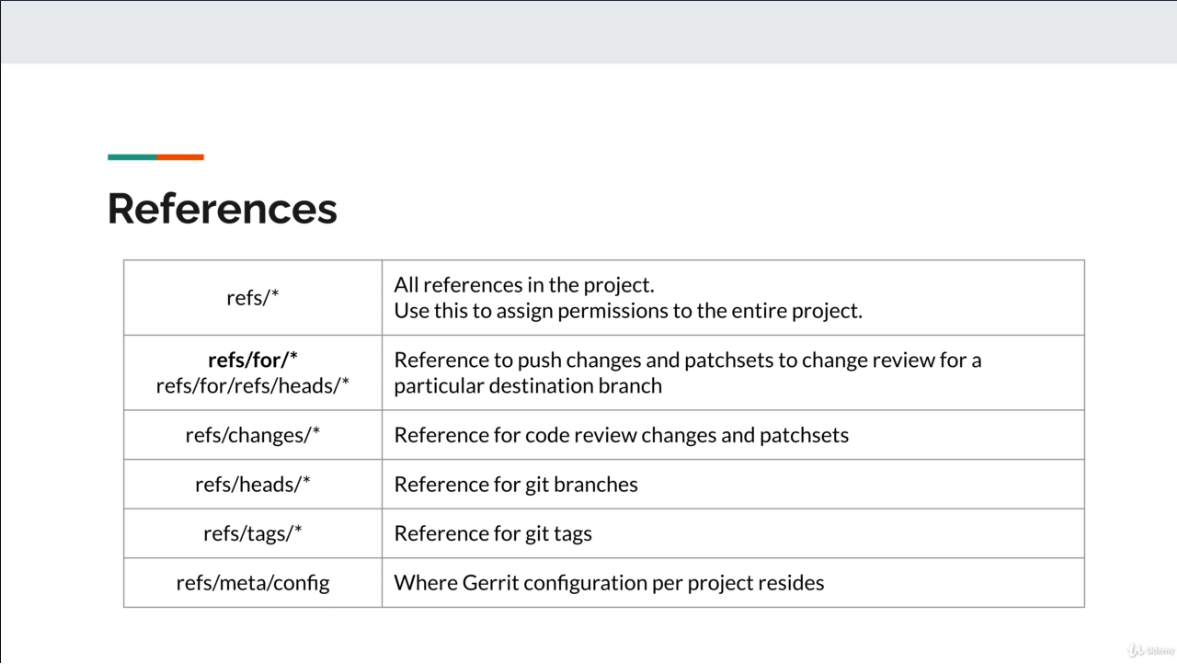 References
refs/*
All references in the project.
Use this to assign permissions to the entire project.
refs/for/*
refs/for/refs/heads/*
Reference to push changes and patchsets to change review for a
particular destination branch
refs/changes/*
Reference for code review changes and patchsets
refs/heads/*
Reference for git branches
refs/tags/*
Reference for git tags
refs/meta/config
Where Gerrit configuration per project resides
Udemy